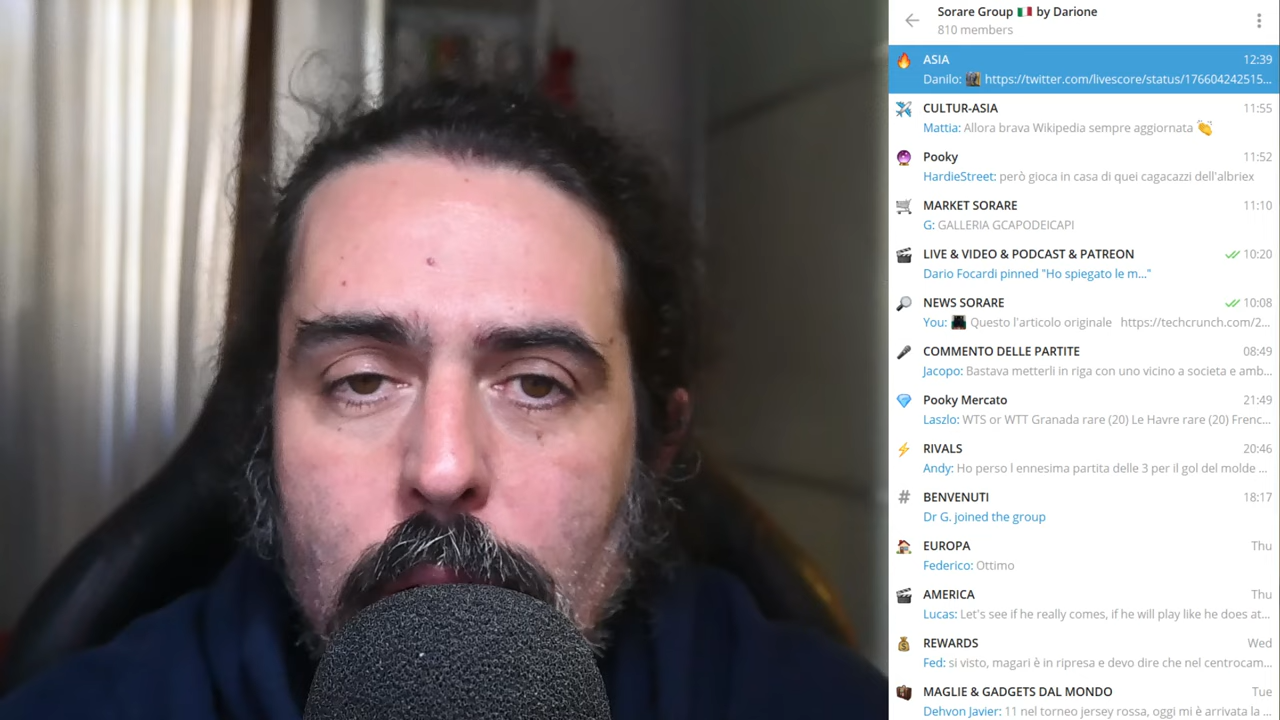 Sorare Group 🇮🇹 by Darione
810 members
ASIA 12:39
Danilo: https://twitter.com/livescore/status/176604242515...
CULTUR-ASIA 11:55
Mattia: Allora brava Wikipedia sempre aggiornata 👏
Pooky 11:52
HardieStreet: però gioca in casa di quei cagacazzi dell'albriex
MARKET SORARE 11:10
G: GALLERIA GCAPODEICAPI
LIVE & VIDEO & PODCAST & PATREON 10:20
Dario Focardi pinned "Ho spiegato le m..."
NEWS SORARE 10:08
You: Questo l'articolo originale https://techcrunch.com/2...
COMMENTO DELLE PARTITE 08:49
Jacopo: Bastava metterli in riga con uno vicino a societa e amb...
Pooky Mercato 21:49
Laszlo: WTS or WTT Granada rare (20) Le Havre rare (20) Frenc...
RIVALS 20:46
Andy: Ho perso l ennesima partita delle 3 per il gol del molde ...
# BENVENUTI 18:17
Dr G. joined the group
EUROPA Thu
Federico: Ottimo
AMERICA Thu
Lucas: Let's see if he really comes, if he will play like he does at...
REWARDS Wed
Fed: si visto, magari è in ripresa e devo dire che nel centrocam...
MAGLIE & GADGETS DAL MONDO Tue
Dehvon Javier: 11 nel torneo jersey rossa, oggi mi è arrivata la ...